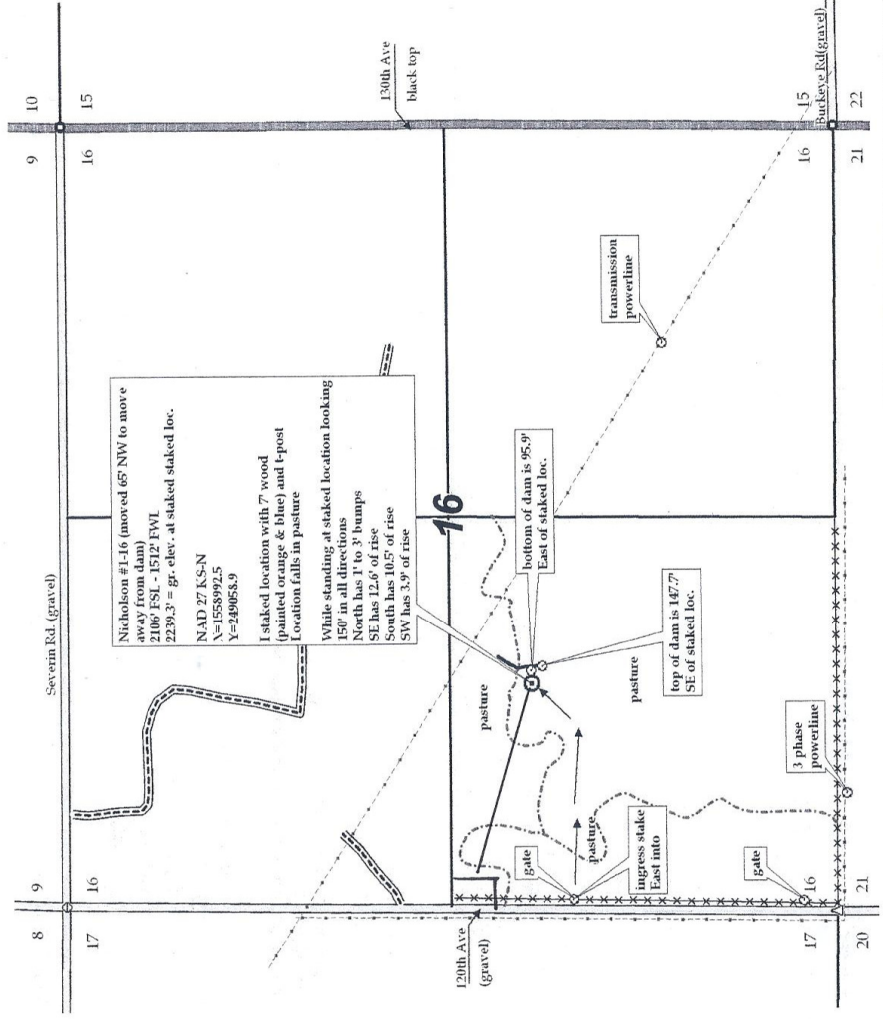 8
9
9
10
17
16
16
15
Severin Rd. (gravel)
Nicholson #1-16 (moved 65' NW to move
away from dam)
2106' FSL - 1512' FWL
2239.3' = gr. elev. at staked staked loc.
NAD 27 KS-N
X=1558992.5
Y=249058.9
I staked location with 7' wood
(painted orange & blue) and t-post
Location falls in pasture
While standing at staked location looking
150' in all directions
North has 1' to 3' bumps
SE has 12.6' of rise
South has 10.5' of rise
SW has 3.9' of rise
130th Ave
black top
16
120th Ave
(gravel)
pasture
gate
pasture
ingress stake
East into
bottom of dam is 95.9'
East of staked loc.
pasture
top of dam is 147.7'
SE of staked loc.
transmission
powerline
gate
3 phase
powerline
17
16
16
15
Buckeye Rd(gravel)
20
21
21
22